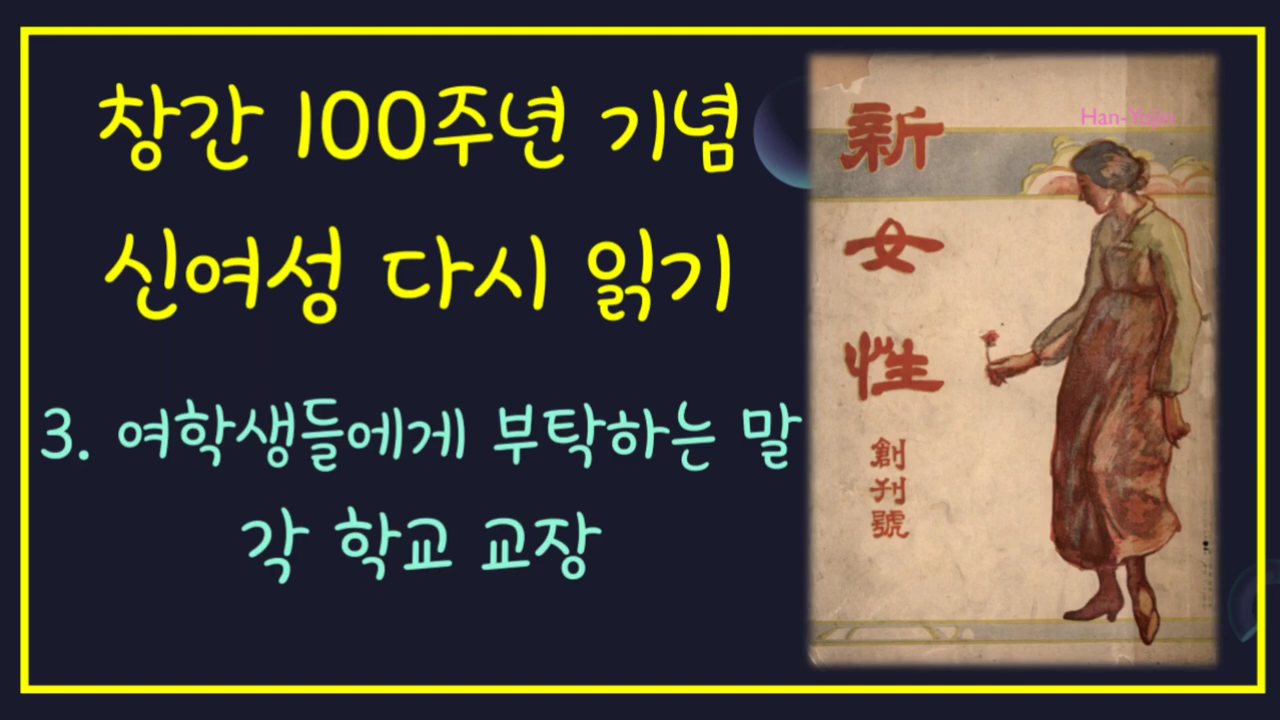 창간 100주년 기념
신여성 다시 읽기
3. 여학생들에게 부탁하는 말
각 학교 교장
新女性
創刊號